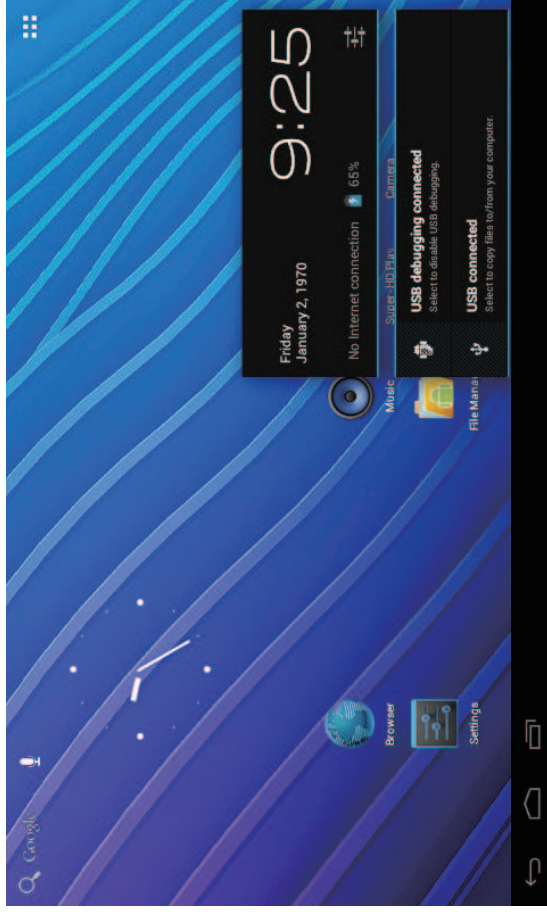 Google
Friday
January 2, 1970
9:25
No Internet connection
65%
USB debugging connected
Select to disable USB debugging.
USB connected
Select to copy files to/from your computer.
Browser
Music
Super-HD Play
Camera
Settings
File Mana